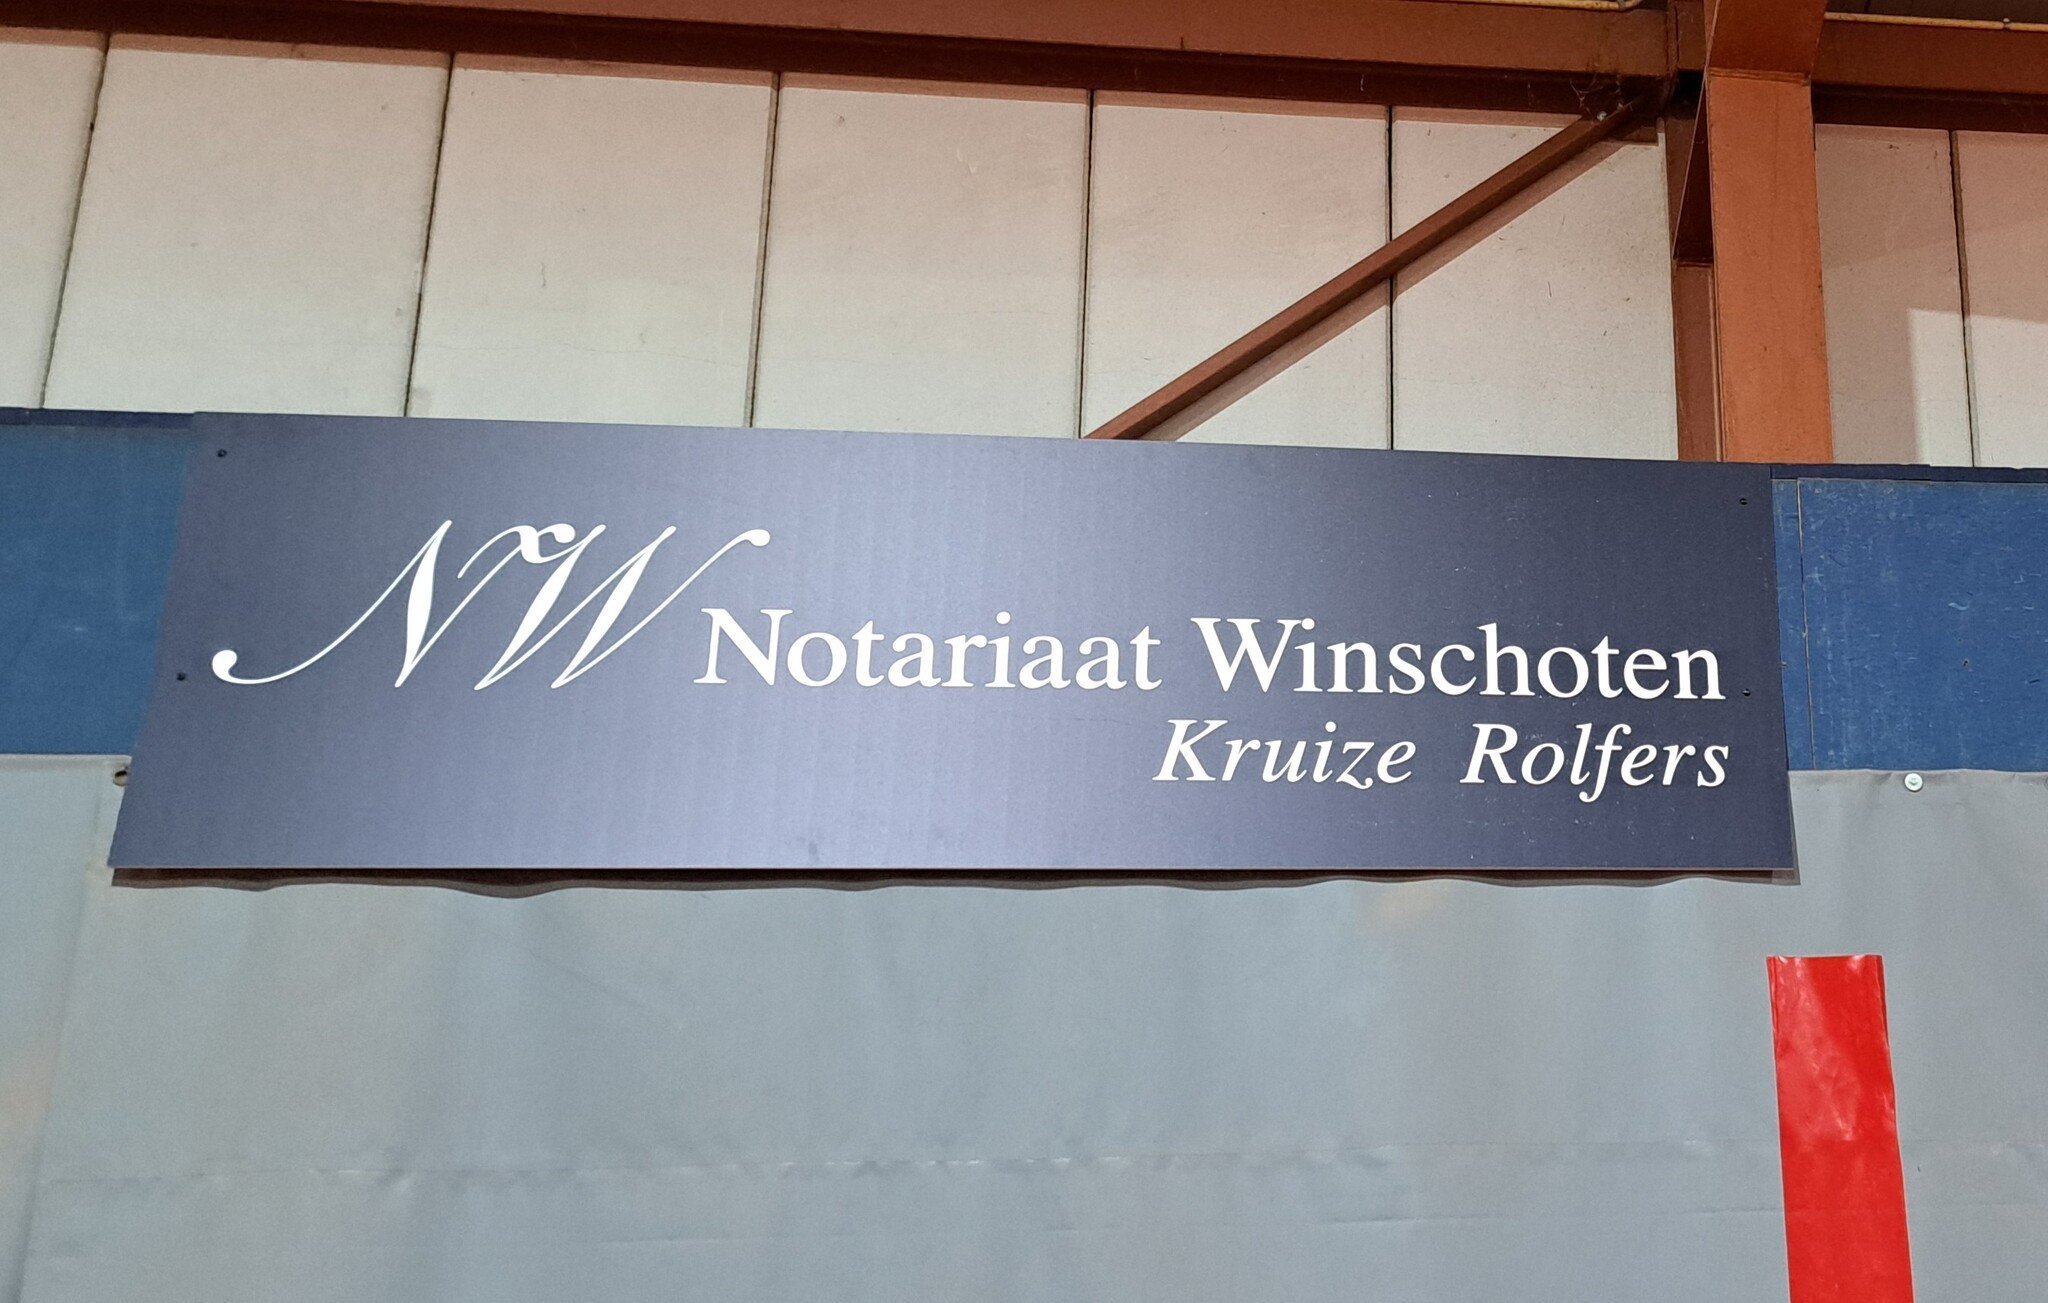 NW Notariaat Winschoten
Kruize Rolfers